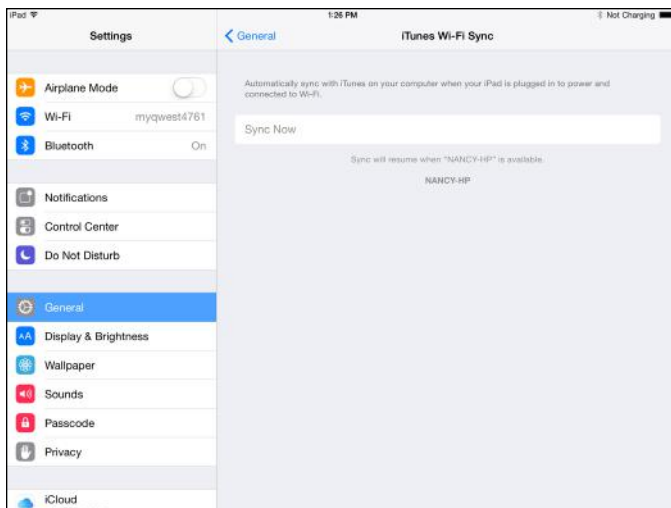 iPad 1:26 PM Not Charging
Settings
General iTunes Wi-Fi Sync
Airplane Mode
Wi-Fi myqwest4761
Bluetooth On
Notifications
Control Center
Do Not Disturb
General
Display & Brightness
Wallpaper
Sounds
Passcode
Privacy
iCloud
Automatically sync with iTunes on your computer when your iPad is plugged in to power and
connected to Wi-Fi.
Sync Now
Sync will resume when "NANCY-HP" is available.
NANCY-HP